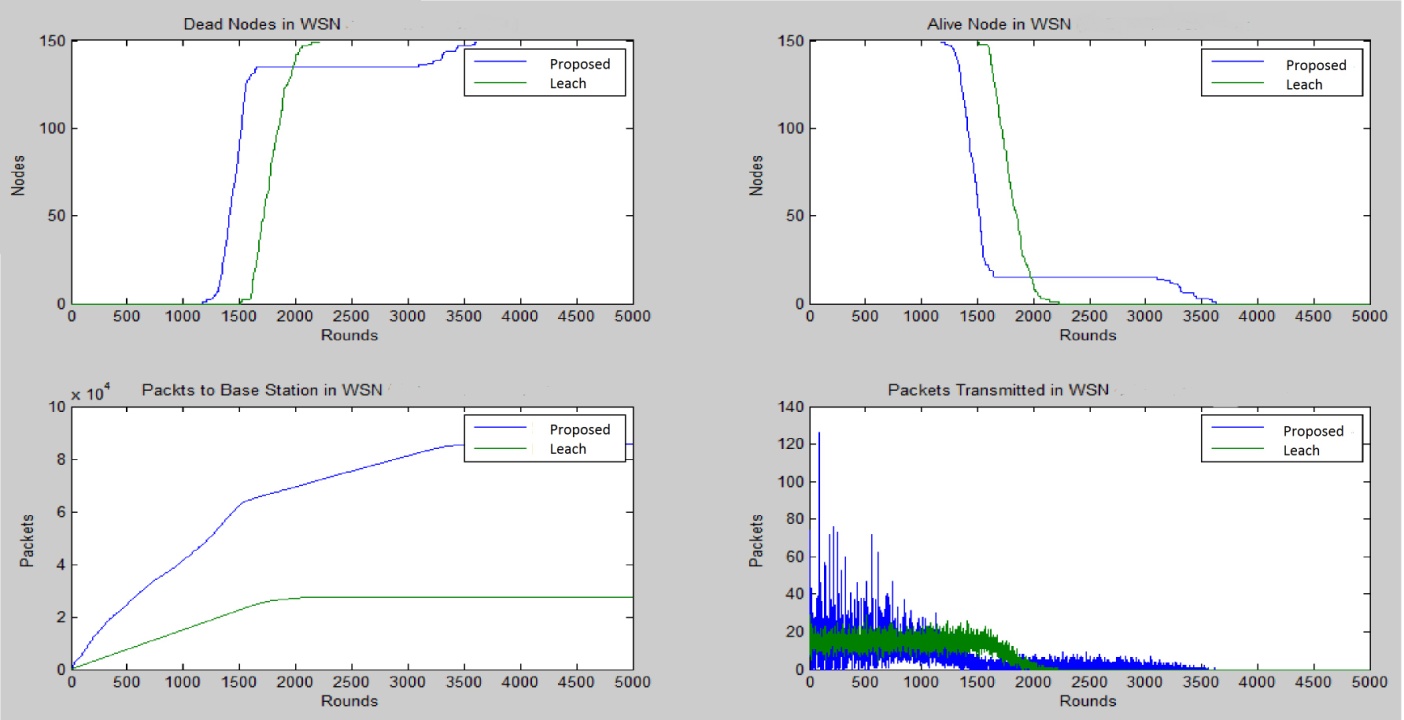 Dead Nodes in WSN
150
100
50
0
Nodes
Proposed
Leach
0 500 1000 1500 2000 2500 3000 3500 4000 4500 5000
Rounds
Alive Node in WSN
150
100
50
0
Nodes
Proposed
Leach
0 500 1000 1500 2000 2500 3000 3500 4000 4500 5000
Rounds
Packts to Base Station in WSN
x 10^4
10
8
6
4
2
0
Packets
Proposed
Leach
0 500 1000 1500 2000 2500 3000 3500 4000 4500 5000
Rounds
Packets Transmitted in WSN
140
120
100
80
60
40
20
0
Packets
Proposed
Leach
0 500 1000 1500 2000 2500 3000 3500 4000 4500 5000
Rounds